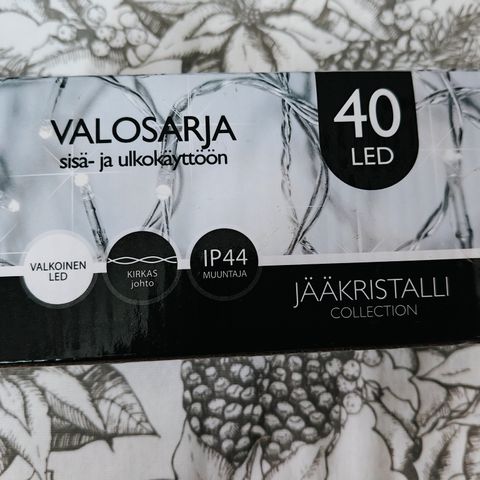 VALOSARJA
sisä- ja ulkokäyttöön
40
LED
VALKOINEN
LED
KIRKAS
johto
IP44
MUUNTAJA
JÄÄKRISTALLI
COLLECTION